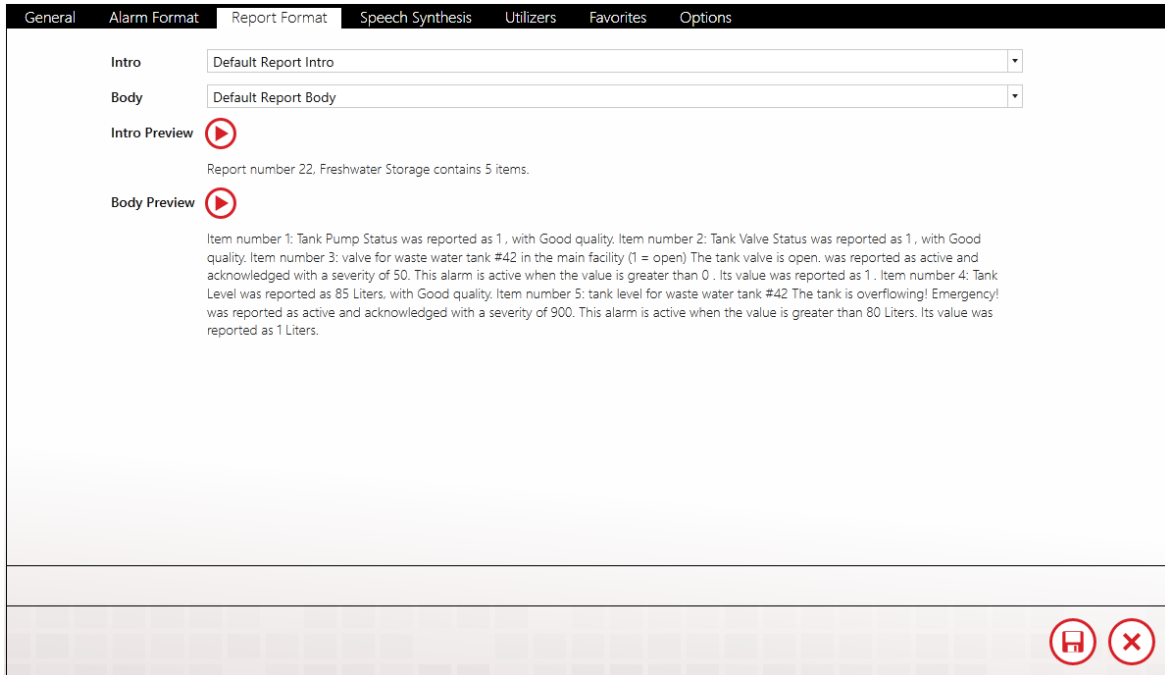 General Alarm Format Report Format Speech Synthesis Utilizers Favorites Options
Intro Default Report Intro
Body Default Report Body
Intro Preview
Report number 22, Freshwater Storage contains 5 items.
Body Preview
Item number 1: Tank Pump Status was reported as 1 , with Good quality. Item number 2: Tank Valve Status was reported as 1 , with Good
quality. Item number 3: valve for waste water tank #42 in the main facility (1 = open) The tank valve is open. was reported as active and
acknowledged with a severity of 50. This alarm is active when the value is greater than 0 . Its value was reported as 1 . Item number 4: Tank
Level was reported as 85 Liters, with Good quality. Item number 5: tank level for waste water tank #42 The tank is overflowing! Emergency!
was reported as active and acknowledged with a severity of 900. This alarm is active when the value is greater than 80 Liters. Its value was
reported as 1 Liters.